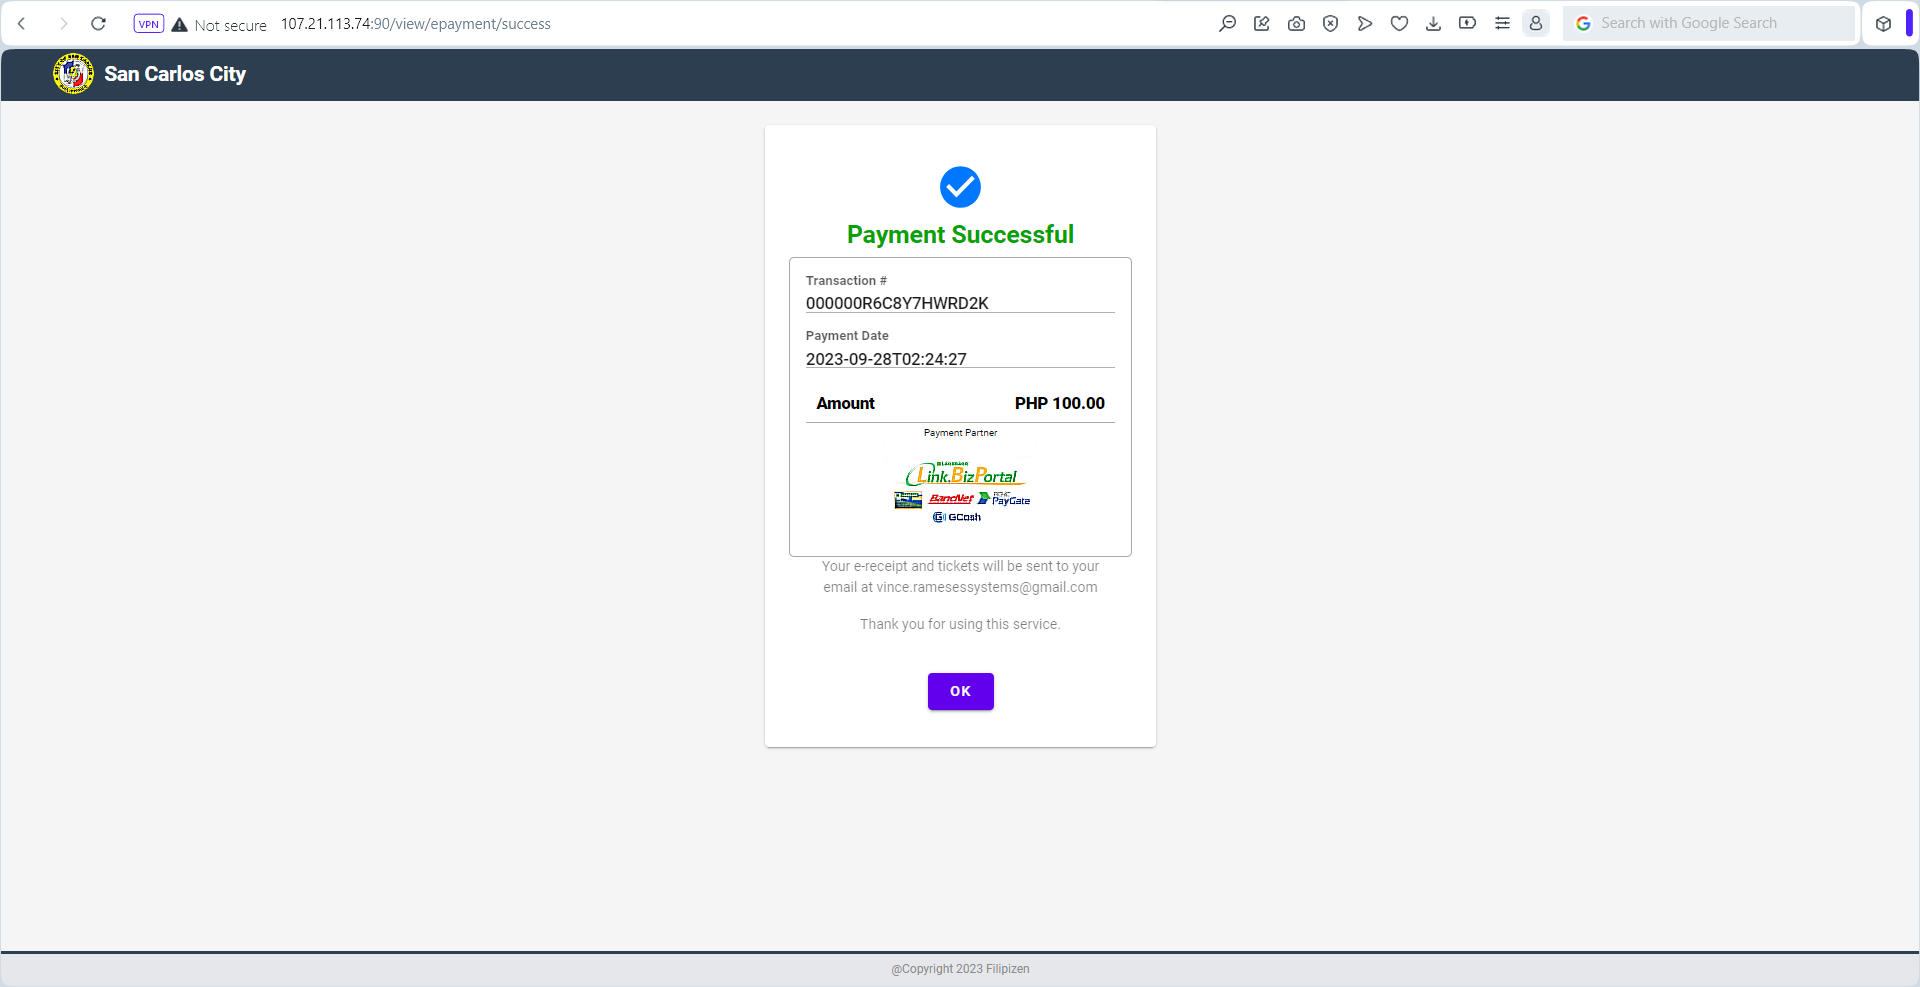 VPN
Not secure
107.21.113.74:90/view/epayment/success
Search with Google Search
San Carlos City
Payment Successful
Transaction #
000000R6C8Y7HWRD2K
Payment Date
2023-09-28T02:24:27
Amount PHP 100.00
Payment Partner
Link.BizPortal
BancNet PayGate
GCash
Your e-receipt and tickets will be sent to your
email at vince.ramesessystems@gmail.com
Thank you for using this service.
OK
@Copyright 2023 Filipizen